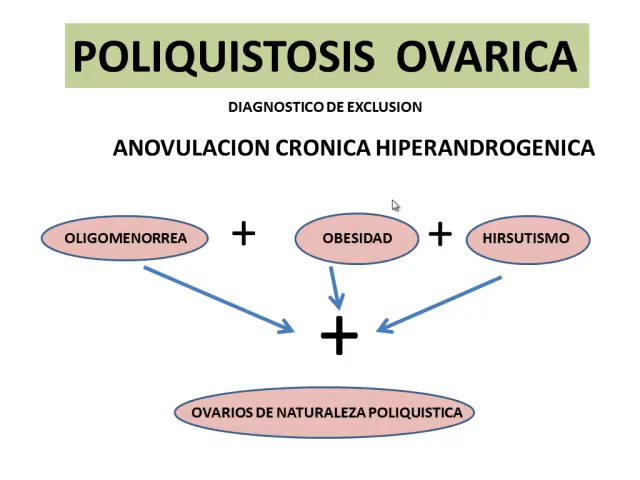 POLIQUISTOSIS OVARICA
DIAGNOSTICO DE EXCLUSION
ANOVULACION CRONICA HIPERANDROGENICA
OLIGOMENORREA + OBESIDAD + HIRSUTISMO
+
OVARIOS DE NATURALEZA POLIQUISTICA